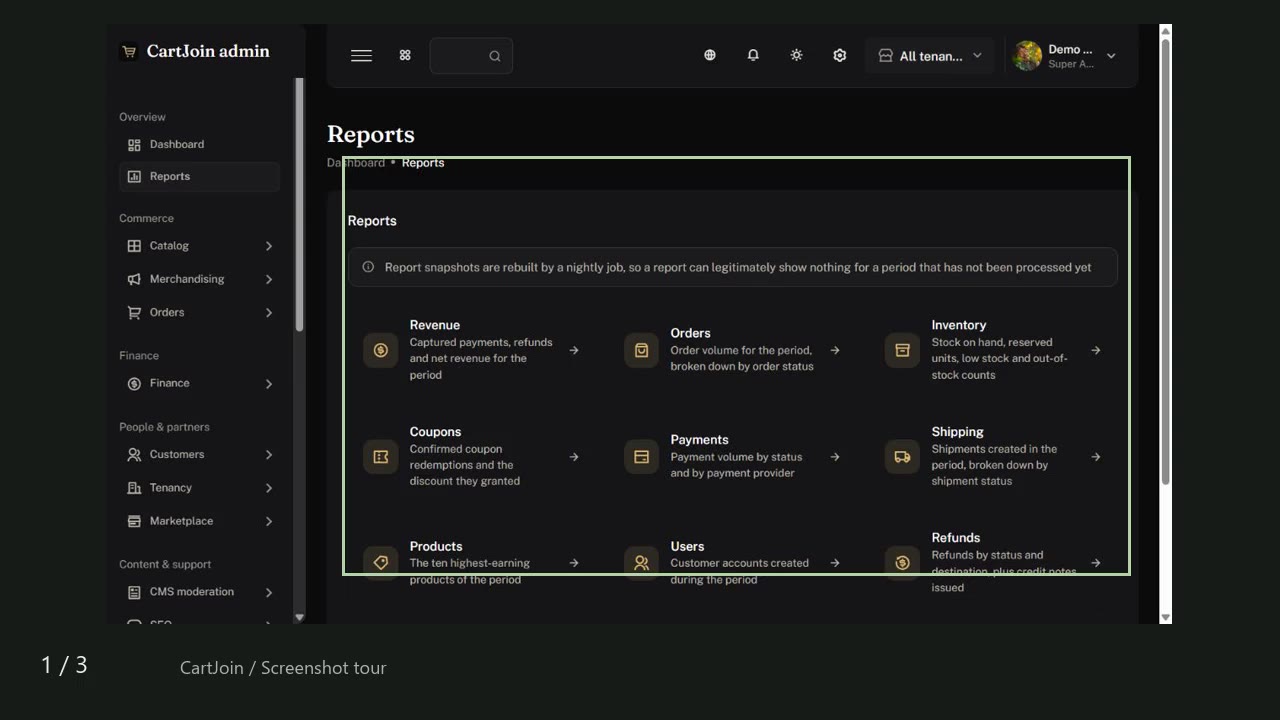 CartJoin admin
All tenan...
Demo ...
Super A...
Overview
Dashboard
Reports
Commerce
Catalog
Merchandising
Orders
Finance
Finance
People & partners
Customers
Tenancy
Marketplace
Content & support
CMS moderation
SEO
Reports
Dashboard • Reports
Reports
Report snapshots are rebuilt by a nightly job, so a report can legitimately show nothing for a period that has not been processed yet
Revenue
Captured payments, refunds
and net revenue for the
period
Orders
Order volume for the period,
broken down by order status
Inventory
Stock on hand, reserved
units, low stock and out-of-
stock counts
Coupons
Confirmed coupon
redemptions and the
discount they granted
Payments
Payment volume by status
and by payment provider
Shipping
Shipments created in the
period, broken down by
shipment status
Products
The ten highest-earning
products of the period
Users
Customer accounts created
during the period
Refunds
Refunds by status and
destination, plus credit notes
issued
1 / 3
CartJoin / Screenshot tour